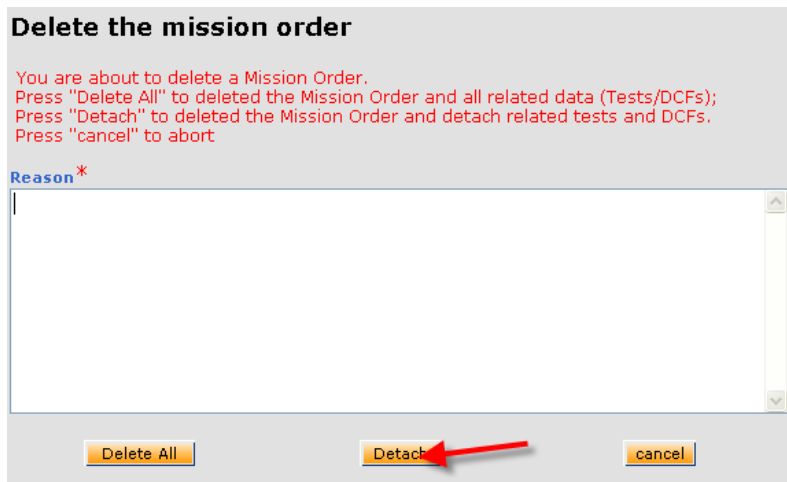 Delete the mission order
You are about to delete a Mission Order.
Press "Delete All" to deleted the Mission Order and all related data (Tests/DCFs);
Press "Detach" to deleted the Mission Order and detach related tests and DCFs.
Press "cancel" to abort
Reason*
Delete All Detach cancel